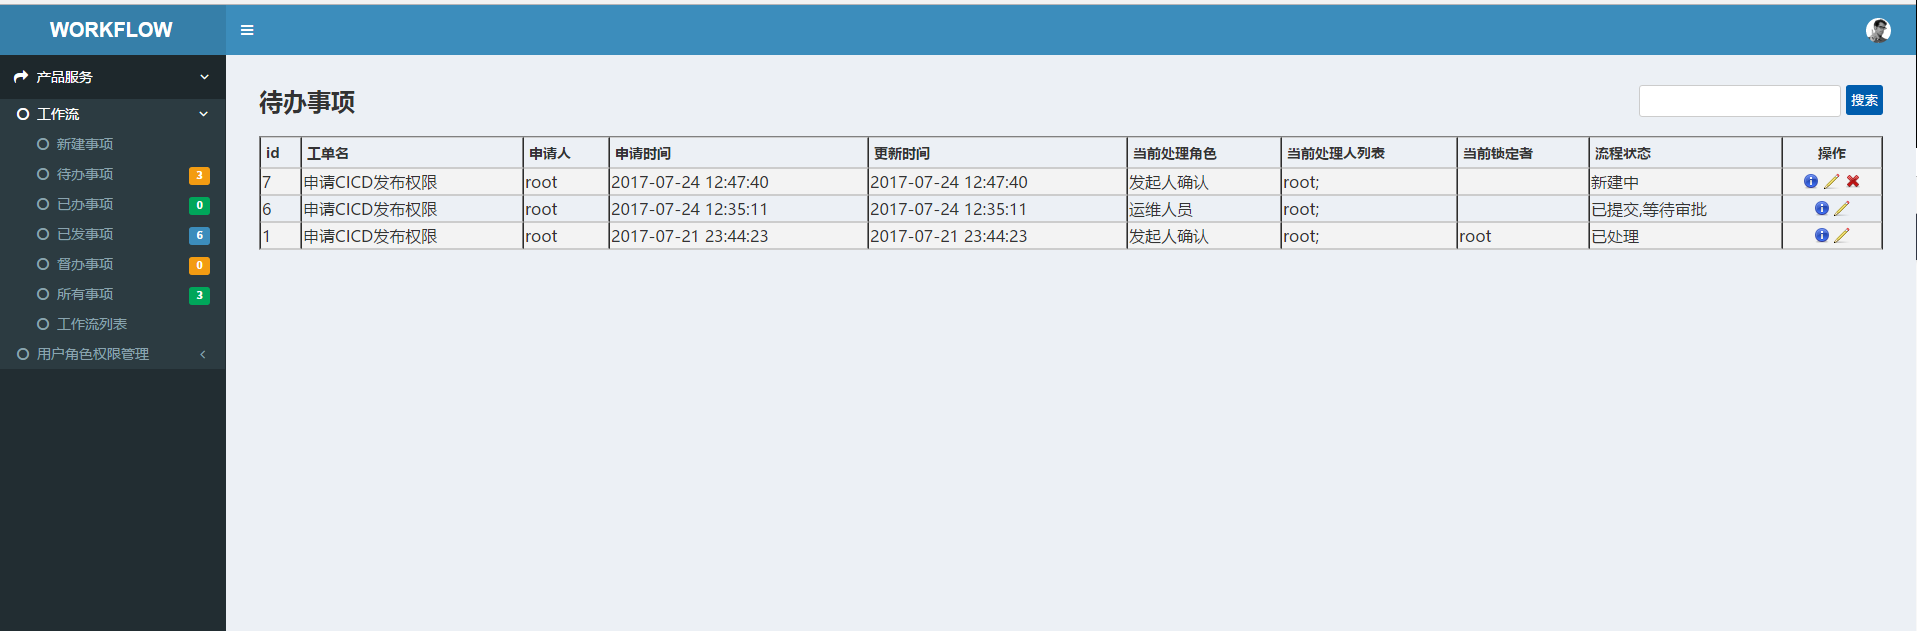 WORKFLOW
产品服务
工作流
新建事项
待办事项 3
已办事项 0
已发事项 6
督办事项 0
所有事项 3
工作流列表
用户角色权限管理
待办事项
搜索
id 工单名 申请人 申请时间 更新时间 当前处理角色 当前处理人列表 当前锁定者 流程状态 操作
7 申请CICD发布权限 root 2017-07-24 12:47:40 2017-07-24 12:47:40 发起人确认 root; 新建中
6 申请CICD发布权限 root 2017-07-24 12:35:11 2017-07-24 12:35:11 运维人员 root; 已提交,等待审批
1 申请CICD发布权限 root 2017-07-21 23:44:23 2017-07-21 23:44:23 发起人确认 root; root 已处理